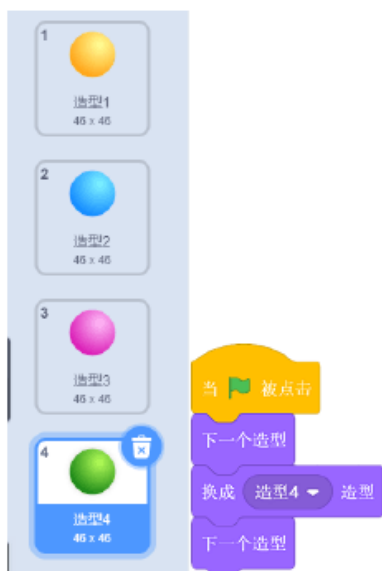 1
造型1
46 x 46
2
造型2
46 x 46
3
造型3
46 x 46
4
造型4
46 x 46
当 被点击
下一个造型
换成 造型4 造型
下一个造型